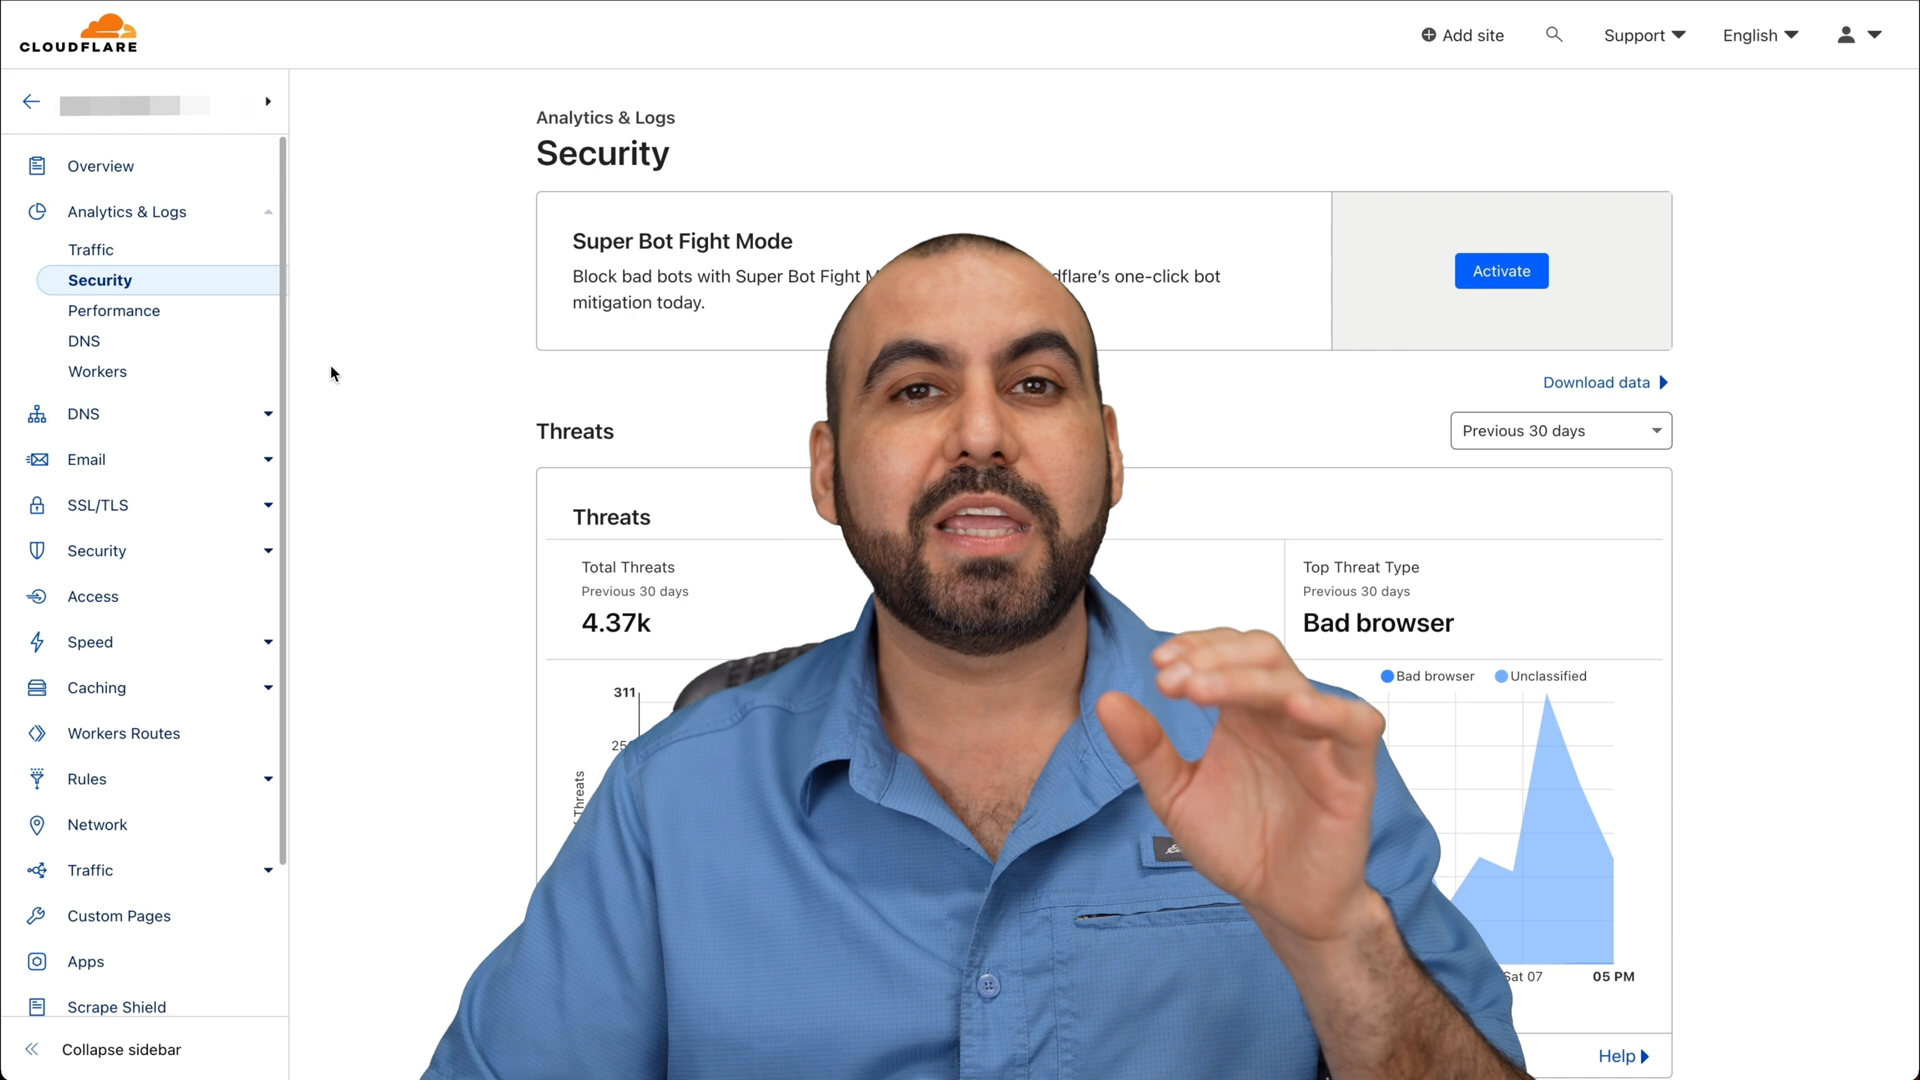 CLOUDFLARE
Add site
Support
English
Overview
Analytics & Logs
Traffic
Security
Performance
DNS
Workers
DNS
Email
SSL/TLS
Security
Access
Speed
Caching
Workers Routes
Rules
Network
Traffic
Custom Pages
Apps
Scrape Shield
Collapse sidebar
Analytics & Logs
Security
Super Bot Fight Mode
Block bad bots with Super Bot Fight dflare's one-click bot
mitigation today.
Activate
Download data
Threats
Previous 30 days
Threats
Total Threats
Previous 30 days
4.37k
Top Threat Type
Previous 30 days
Bad browser
Bad browser
Unclassified
311
Threats
Sat 07
05 PM
Help